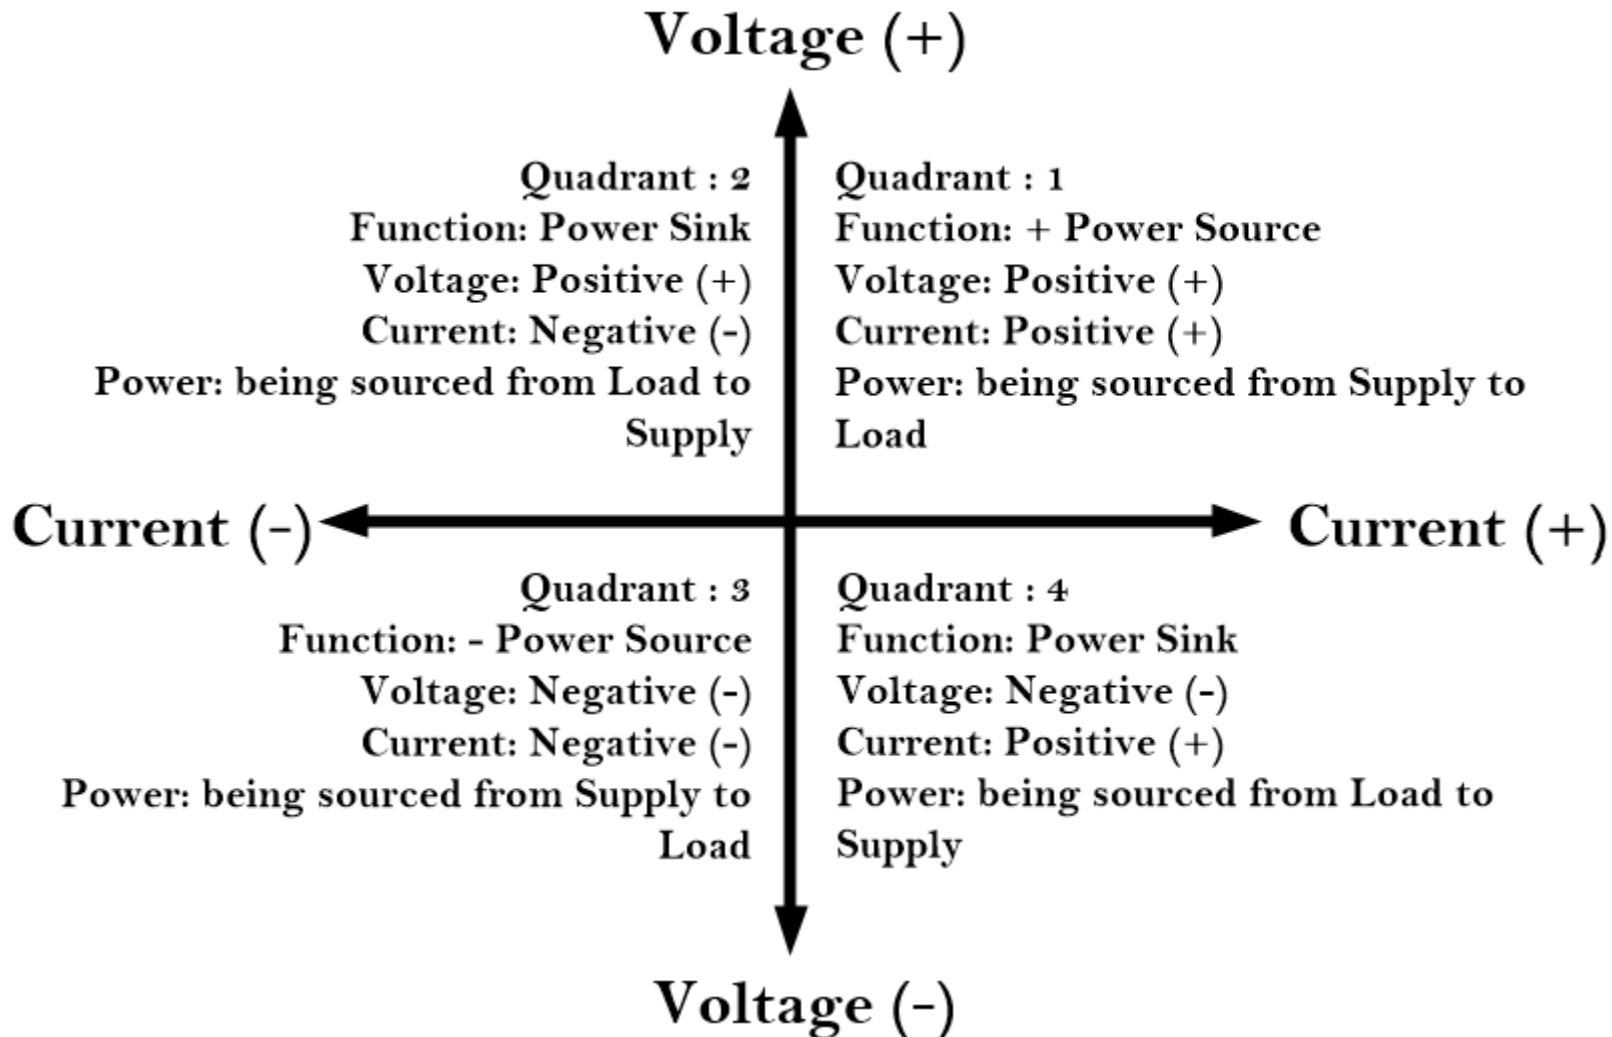 Voltage (+)
Quadrant : 2
Function: Power Sink
Voltage: Positive (+)
Current: Negative (-)
Power: being sourced from Load to
Supply
Quadrant : 1
Function: + Power Source
Voltage: Positive (+)
Current: Positive (+)
Power: being sourced from Supply to
Load
Current (-)
Current (+)
Quadrant : 3
Function: - Power Source
Voltage: Negative (-)
Current: Negative (-)
Power: being sourced from Supply to
Load
Quadrant : 4
Function: Power Sink
Voltage: Negative (-)
Current: Positive (+)
Power: being sourced from Load to
Supply
Voltage (-)